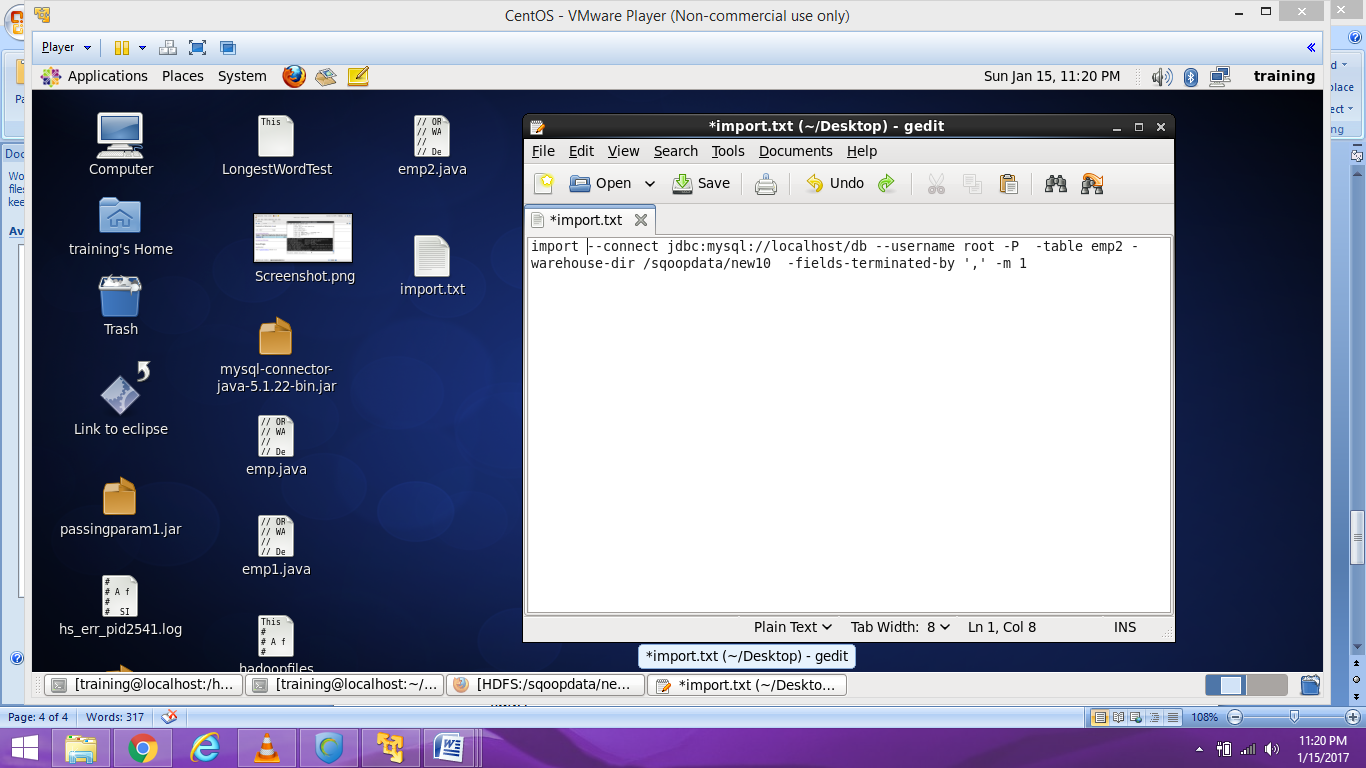 CentOS - VMware Player (Non-commercial use only)
Player
Applications Places System
Sun Jan 15, 11:20 PM
training
Computer
training's Home
Trash
Link to eclipse
passingparam1.jar
hs_err_pid2541.log
This
LongestWordTest
Screenshot.png
mysql-connector-
java-5.1.22-bin.jar
// OR
// WA
//
// De
emp.java
// OR
// WA
//
// De
emp1.java
This
#
# A f
#
hadoopfiles
// OR
// WA
//
// De
emp2.java
import.txt
#
# A f
#
# SI
*import.txt (~/Desktop) - gedit
File Edit View Search Tools Documents Help
Open Save Undo
*import.txt
import --connect jdbc:mysql://localhost/db --username root -P  -table emp2 -
warehouse-dir /sqoopdata/new10  -fields-terminated-by ',' -m 1
Plain Text Tab Width: 8 Ln 1, Col 8 INS
*import.txt (~/Desktop) - gedit
[training@localhost:/h... [training@localhost:~/... [HDFS:/sqoopdata/ne... *import.txt (~/Deskto...
Page: 4 of 4 Words: 317 108%
11:20 PM
1/15/2017